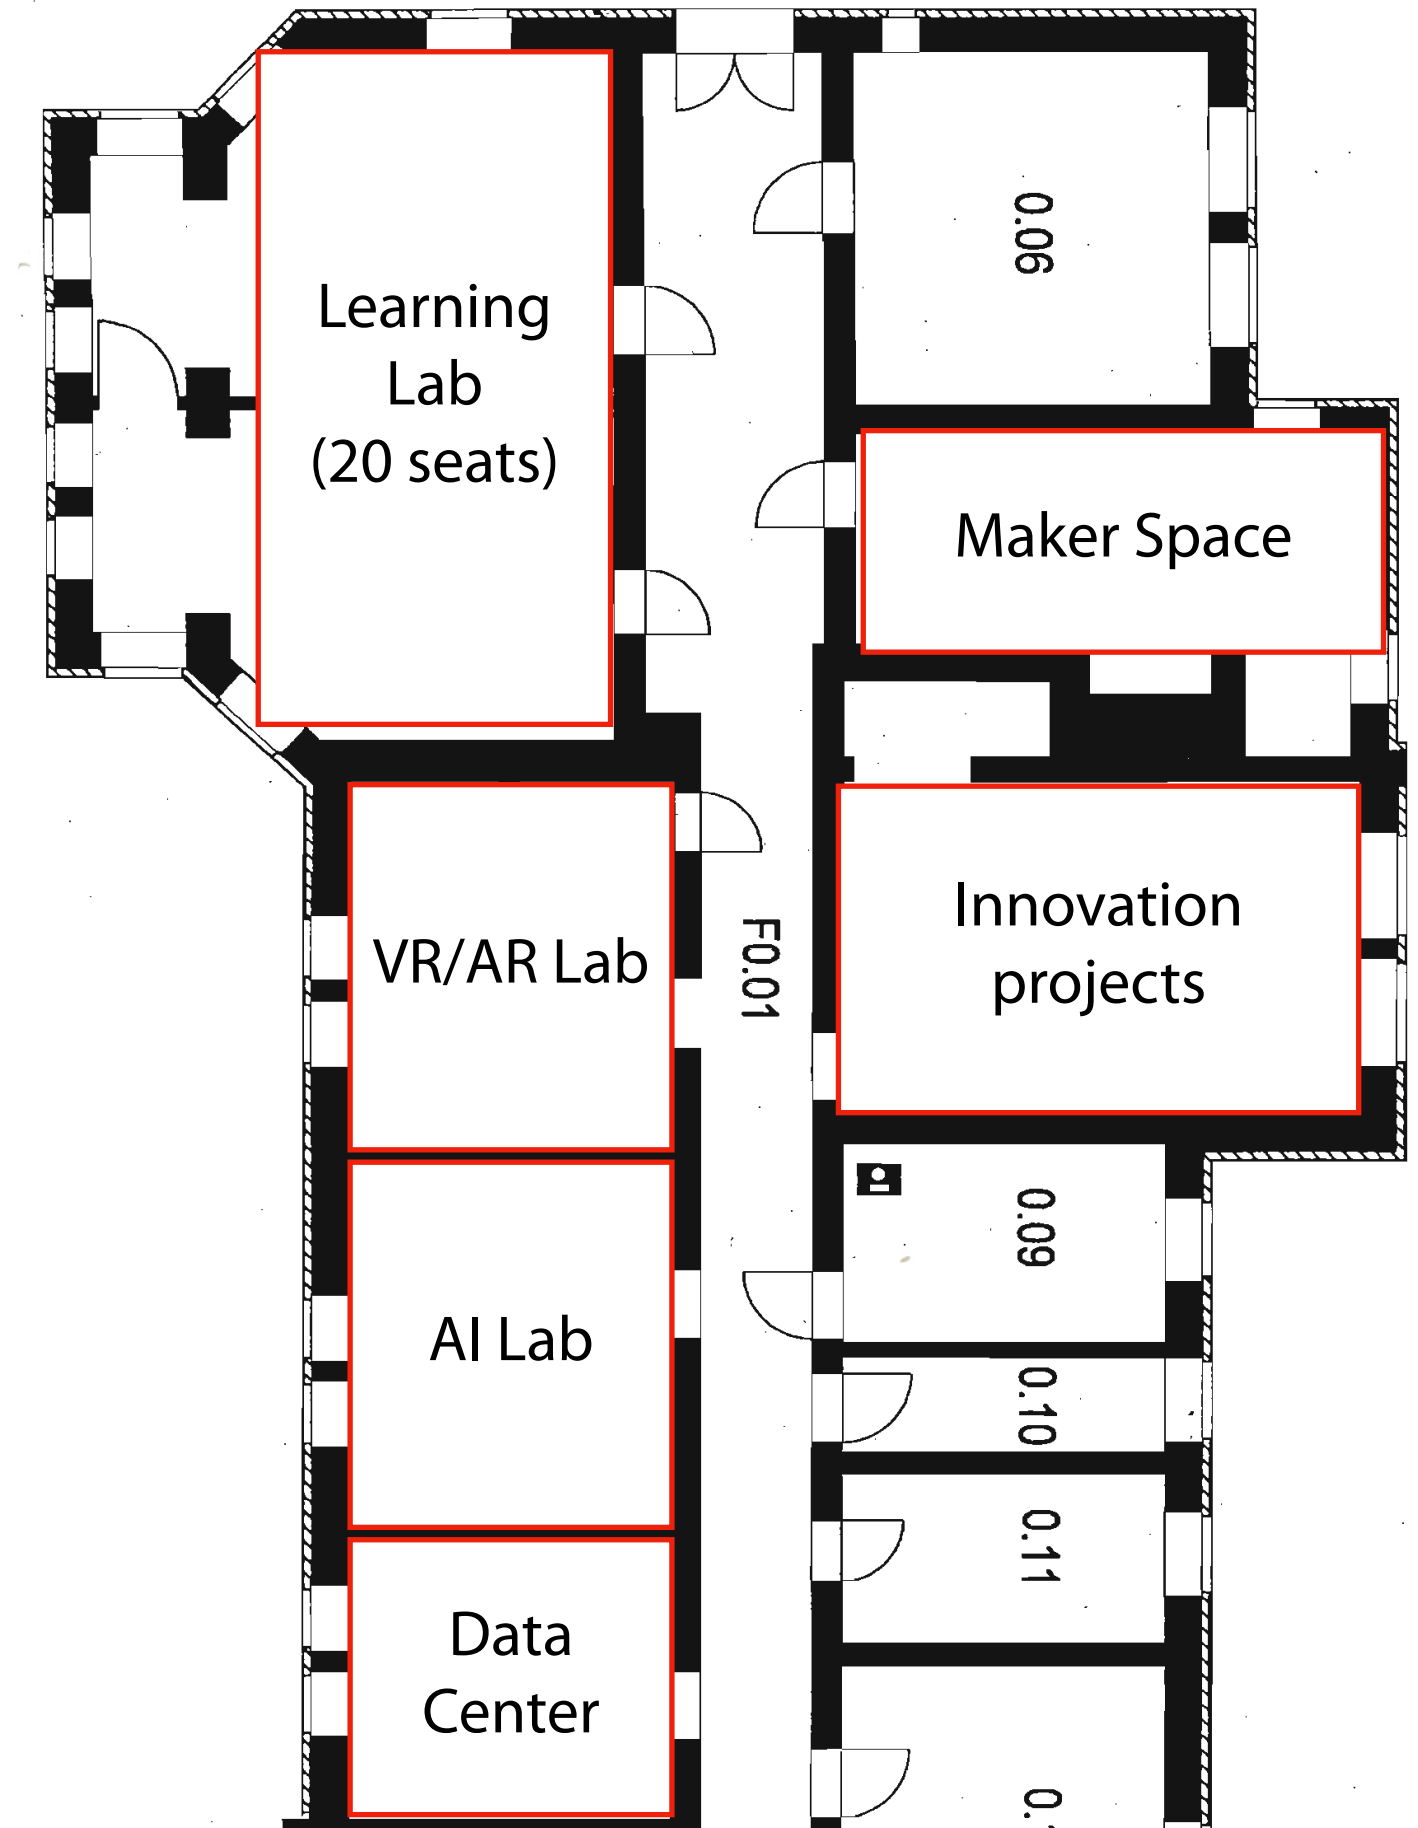 0.06
Learning
Lab
(20 seats)
Maker Space
Innovation
projects
VR/AR Lab
F0.01
0.09
AI Lab
0.10
0.11
Data
Center